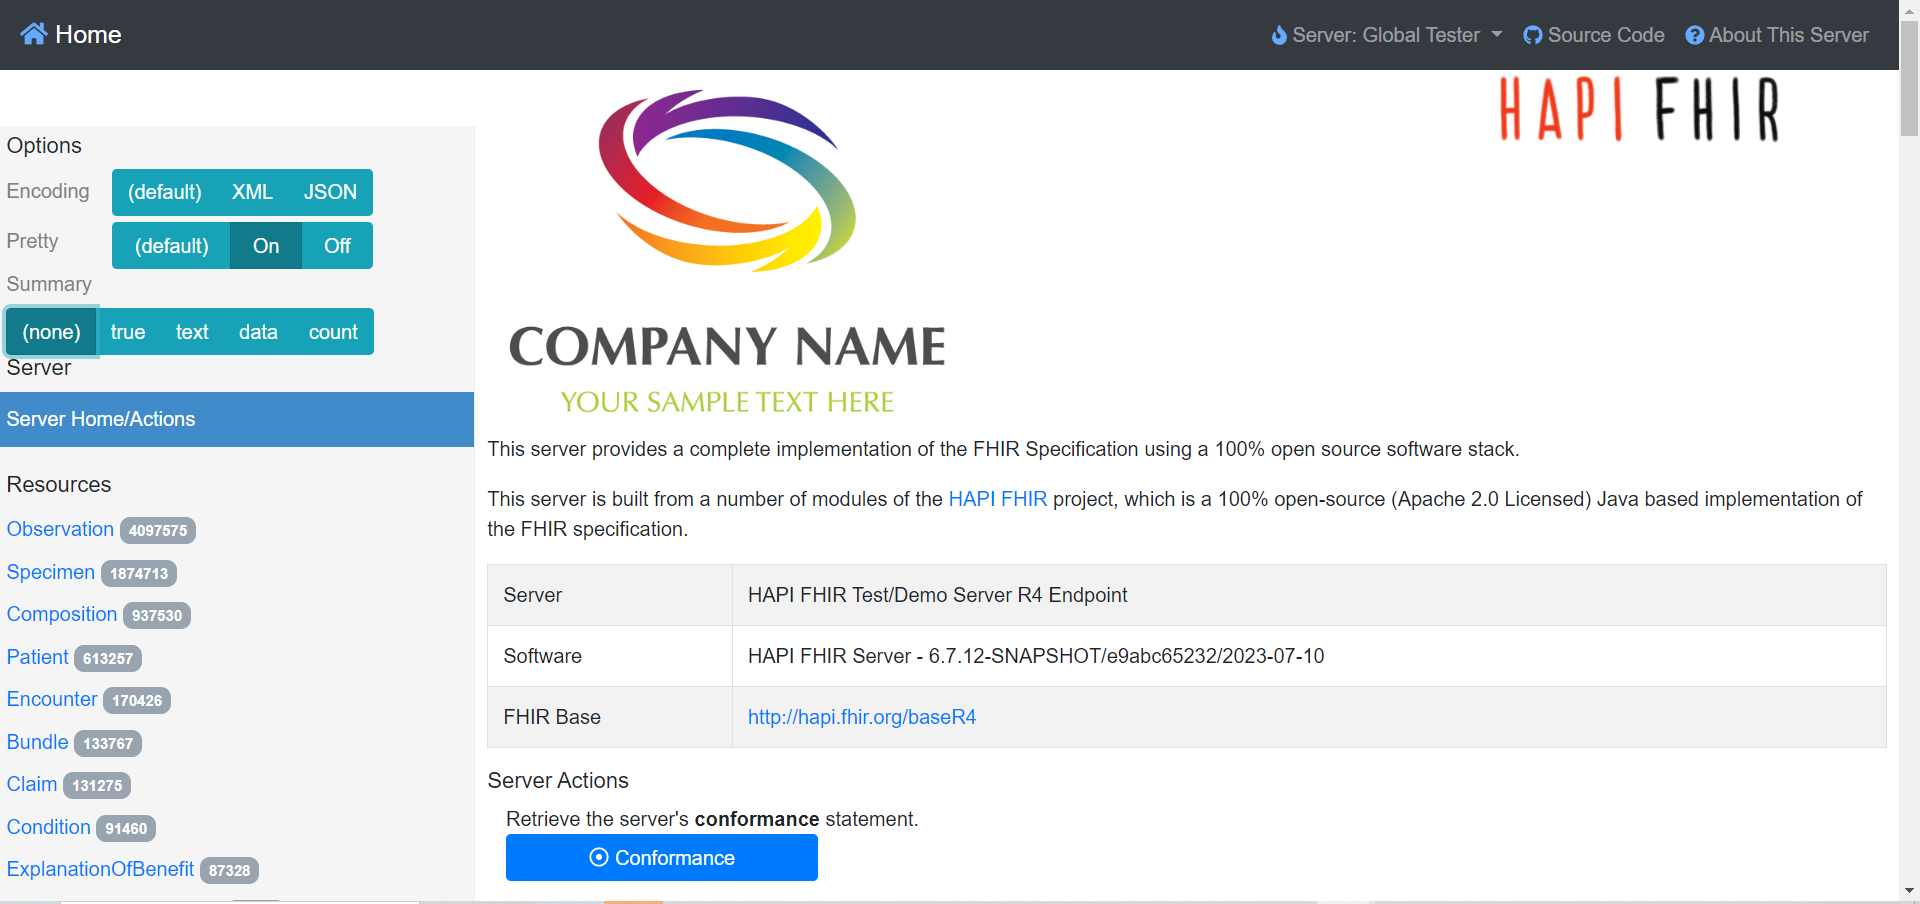 Home
Server: Global Tester
Source Code
About This Server
HAPI FHIR
Options
Encoding
(default) XML JSON
Pretty
(default) On Off
Summary
(none) true text data count
Server
Server Home/Actions
Resources
Observation 4097575
Specimen 1874713
Composition 937530
Patient 613257
Encounter 170426
Bundle 133767
Claim 131275
Condition 91460
ExplanationOfBenefit 87328
COMPANY NAME
YOUR SAMPLE TEXT HERE
This server provides a complete implementation of the FHIR Specification using a 100% open source software stack.
This server is built from a number of modules of the HAPI FHIR project, which is a 100% open-source (Apache 2.0 Licensed) Java based implementation of
the FHIR specification.
Server HAPI FHIR Test/Demo Server R4 Endpoint
Software HAPI FHIR Server - 6.7.12-SNAPSHOT/e9abc65232/2023-07-10
FHIR Base http://hapi.fhir.org/baseR4
Server Actions
Retrieve the server's conformance statement.
Conformance